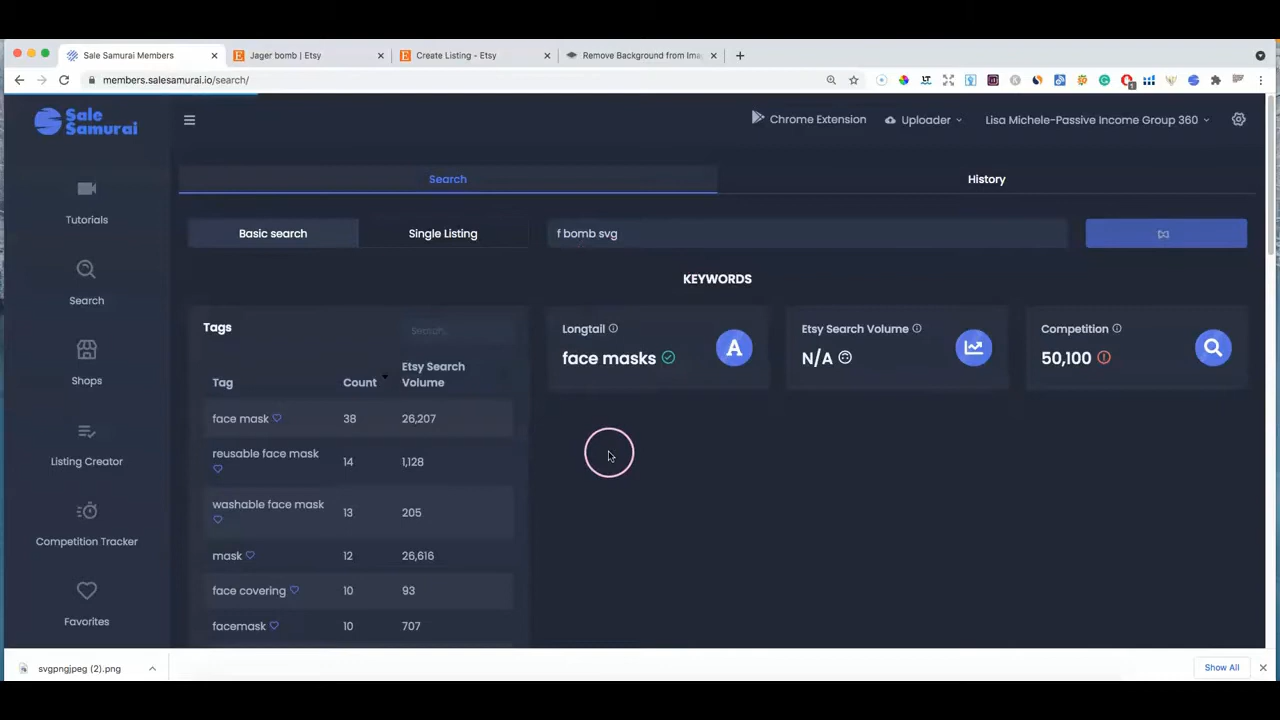 Sale Samurai Members
Jager bomb | Etsy
Create Listing - Etsy
Remove Background from Ima
members.salesamurai.io/search/
Sale
Samurai
Chrome Extension
Uploader
Lisa Michele-Passive Income Group 360
Tutorials
Search
Shops
Listing Creator
Competition Tracker
Favorites
Search
History
Basic search
Single Listing
f bomb svg
KEYWORDS
Tags
Search...
Tag
Count
Etsy Search
Volume
face mask
38
26,207
reusable face mask
14
1,128
washable face mask
13
205
mask
12
26,616
face covering
10
93
facemask
10
707
Longtail
face masks
A
Etsy Search Volume
N/A
Competition
50,100
svgpngjpeg (2).png
Show All